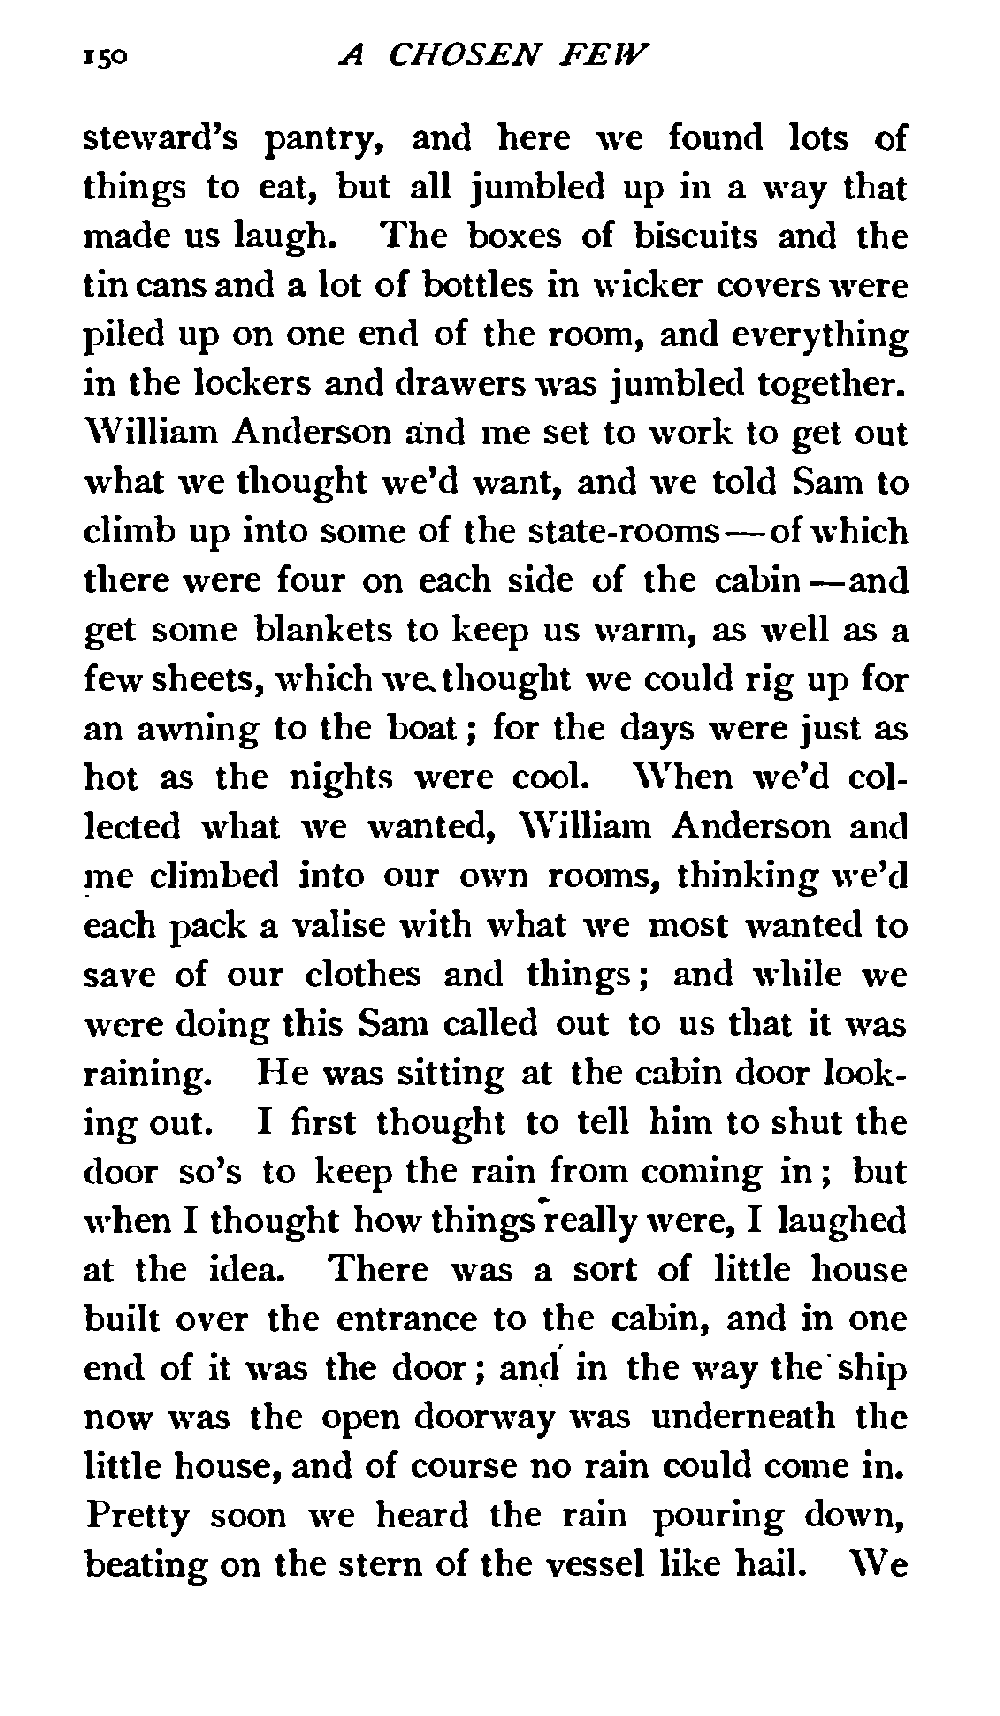 150 A CHOSEN FEW
steward's pantry, and here we found lots of
things to eat, but all jumbled up in a way that
made us laugh. The boxes of biscuits and the
tin cans and a lot of bottles in wicker covers were
piled up on one end of the room, and everything
in the lockers and drawers was jumbled together.
William Anderson and me set to work to get out
what we thought we'd want, and we told Sam to
climb up into some of the state-rooms—of which
there were four on each side of the cabin—and
get some blankets to keep us warm, as well as a
few sheets, which we thought we could rig up for
an awning to the boat; for the days were just as
hot as the nights were cool. When we'd col-
lected what we wanted, William Anderson and
me climbed into our own rooms, thinking we'd
each pack a valise with what we most wanted to
save of our clothes and things; and while we
were doing this Sam called out to us that it was
raining. He was sitting at the cabin door look-
ing out. I first thought to tell him to shut the
door so's to keep the rain from coming in; but
when I thought how things really were, I laughed
at the idea. There was a sort of little house
built over the entrance to the cabin, and in one
end of it was the door; and in the way the ship
now was the open doorway was underneath the
little house, and of course no rain could come in.
Pretty soon we heard the rain pouring down,
beating on the stern of the vessel like hail. We